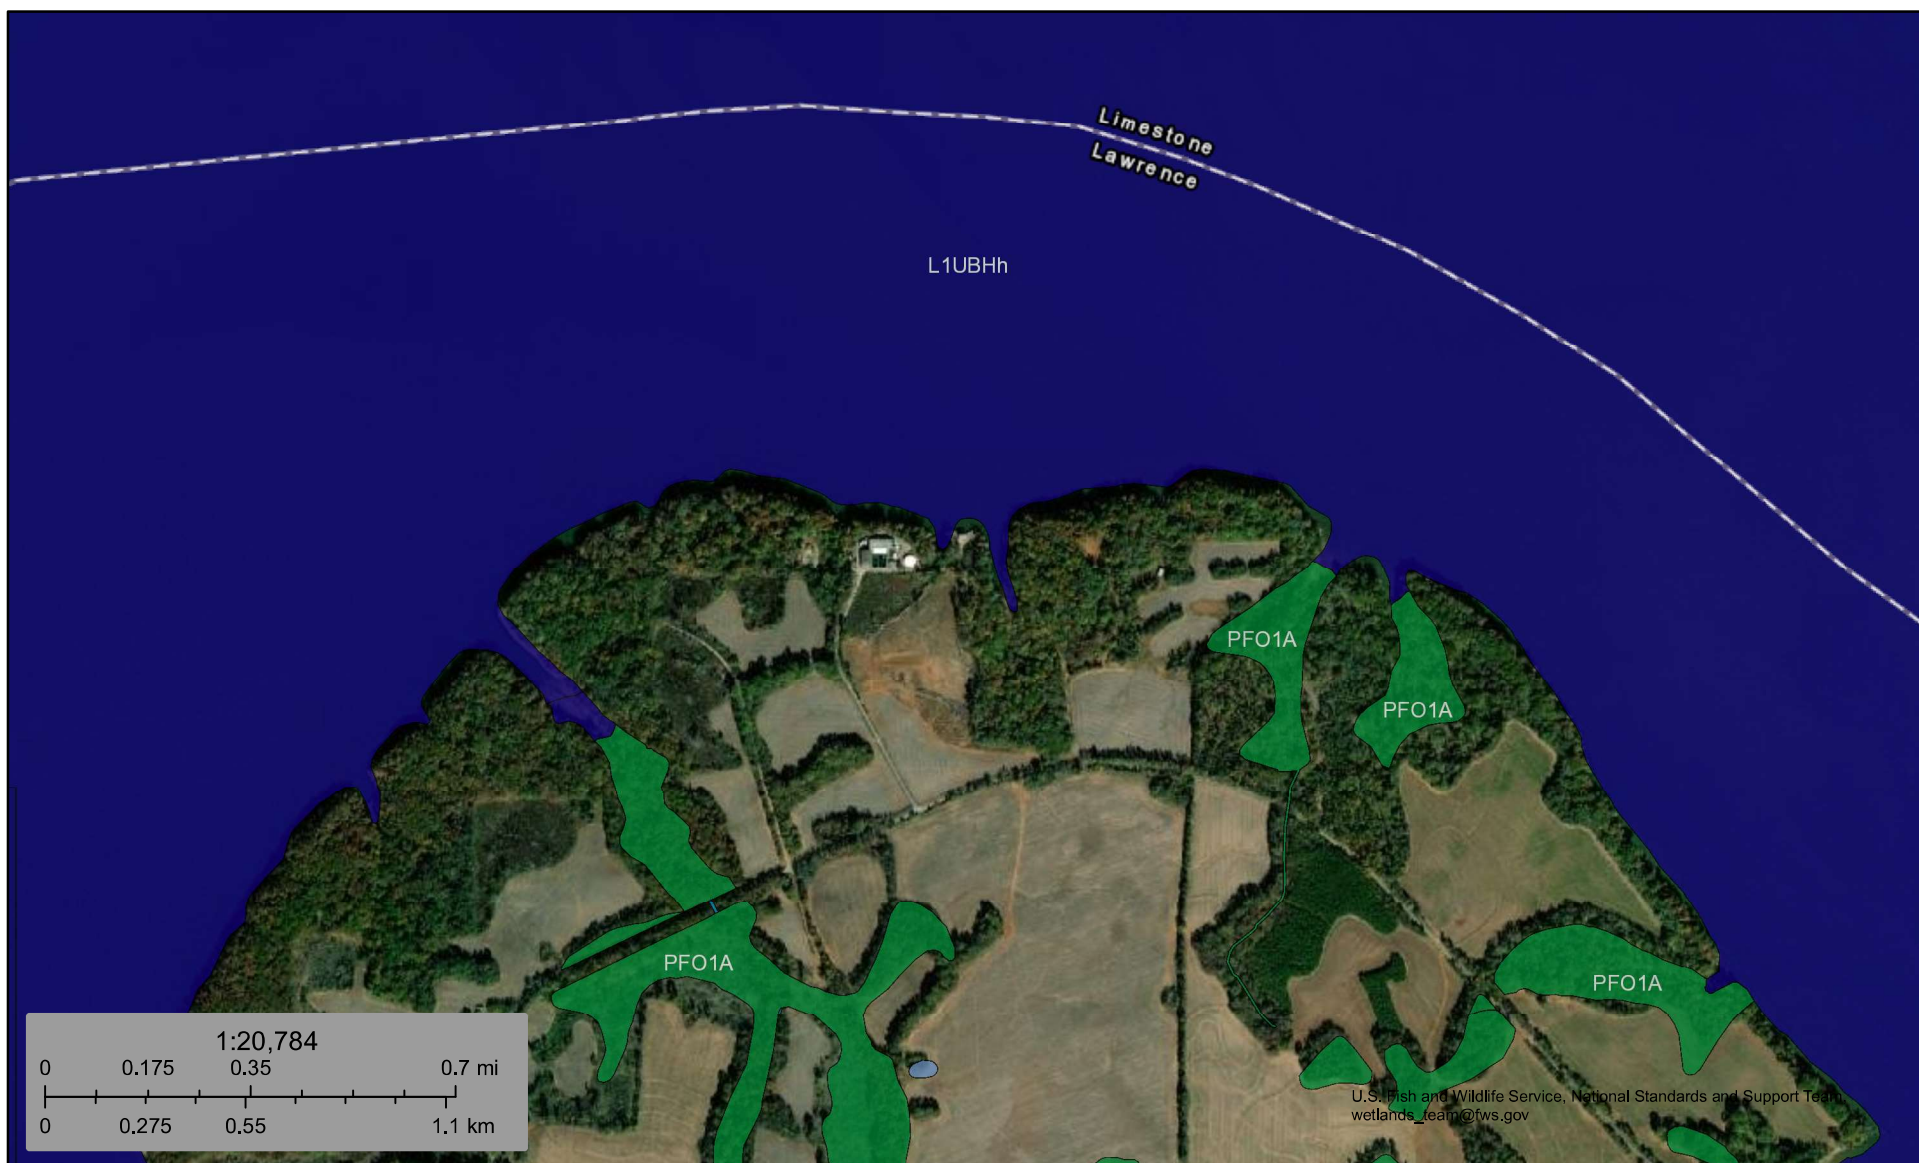 Limestone
Lawrence
L1UBHh
PFO1A
PFO1A
PFO1A
PFO1A
1:20,784
0 0.175 0.35 0.7 mi
0 0.275 0.55 1.1 km
U.S. Fish and Wildlife Service, National Standards and Support Team,
wetlands_team@fws.gov